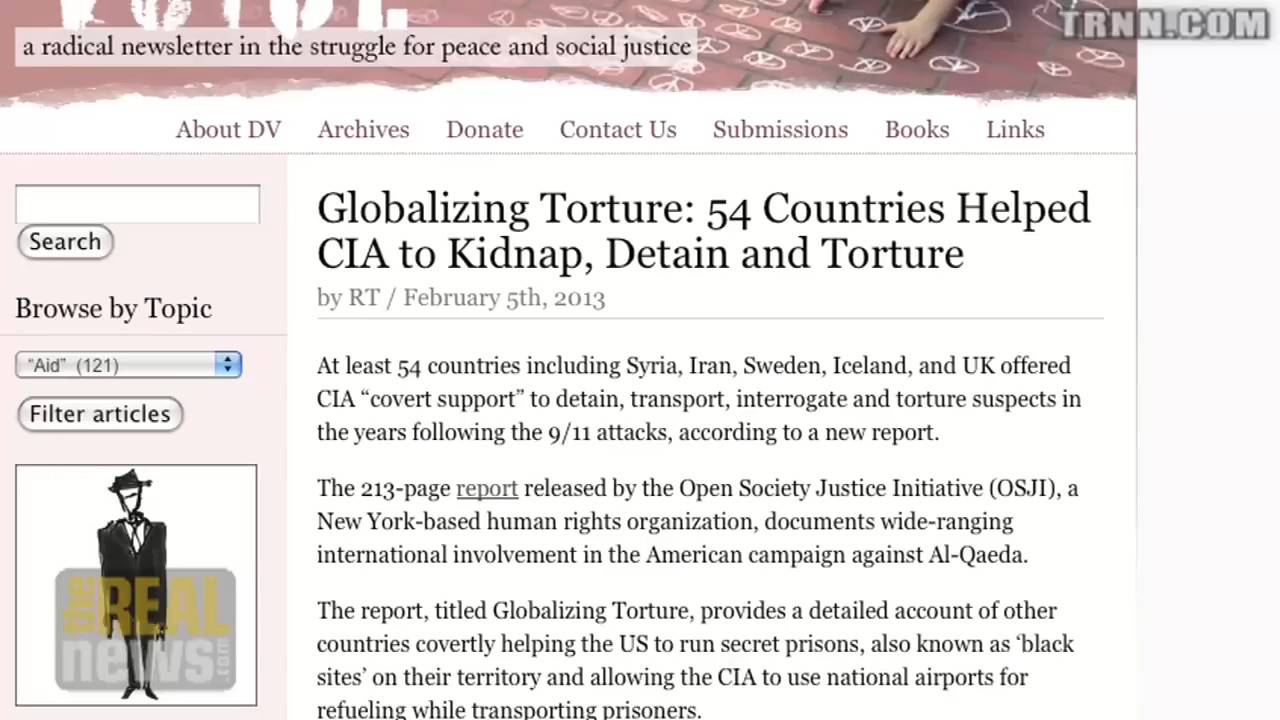 TRNN.COM
a radical newsletter in the struggle for peace and social justice
About DV Archives Donate Contact Us Submissions Books Links
Search
Browse by Topic
"Aid" (121)
Filter articles
the REAL news.com
Globalizing Torture: 54 Countries Helped
CIA to Kidnap, Detain and Torture
by RT / February 5th, 2013
At least 54 countries including Syria, Iran, Sweden, Iceland, and UK offered
CIA “covert support” to detain, transport, interrogate and torture suspects in
the years following the 9/11 attacks, according to a new report.
The 213-page report released by the Open Society Justice Initiative (OSJI), a
New York-based human rights organization, documents wide-ranging
international involvement in the American campaign against Al-Qaeda.
The report, titled Globalizing Torture, provides a detailed account of other
countries covertly helping the US to run secret prisons, also known as ‘black
sites’ on their territory and allowing the CIA to use national airports for
refueling while transporting prisoners.